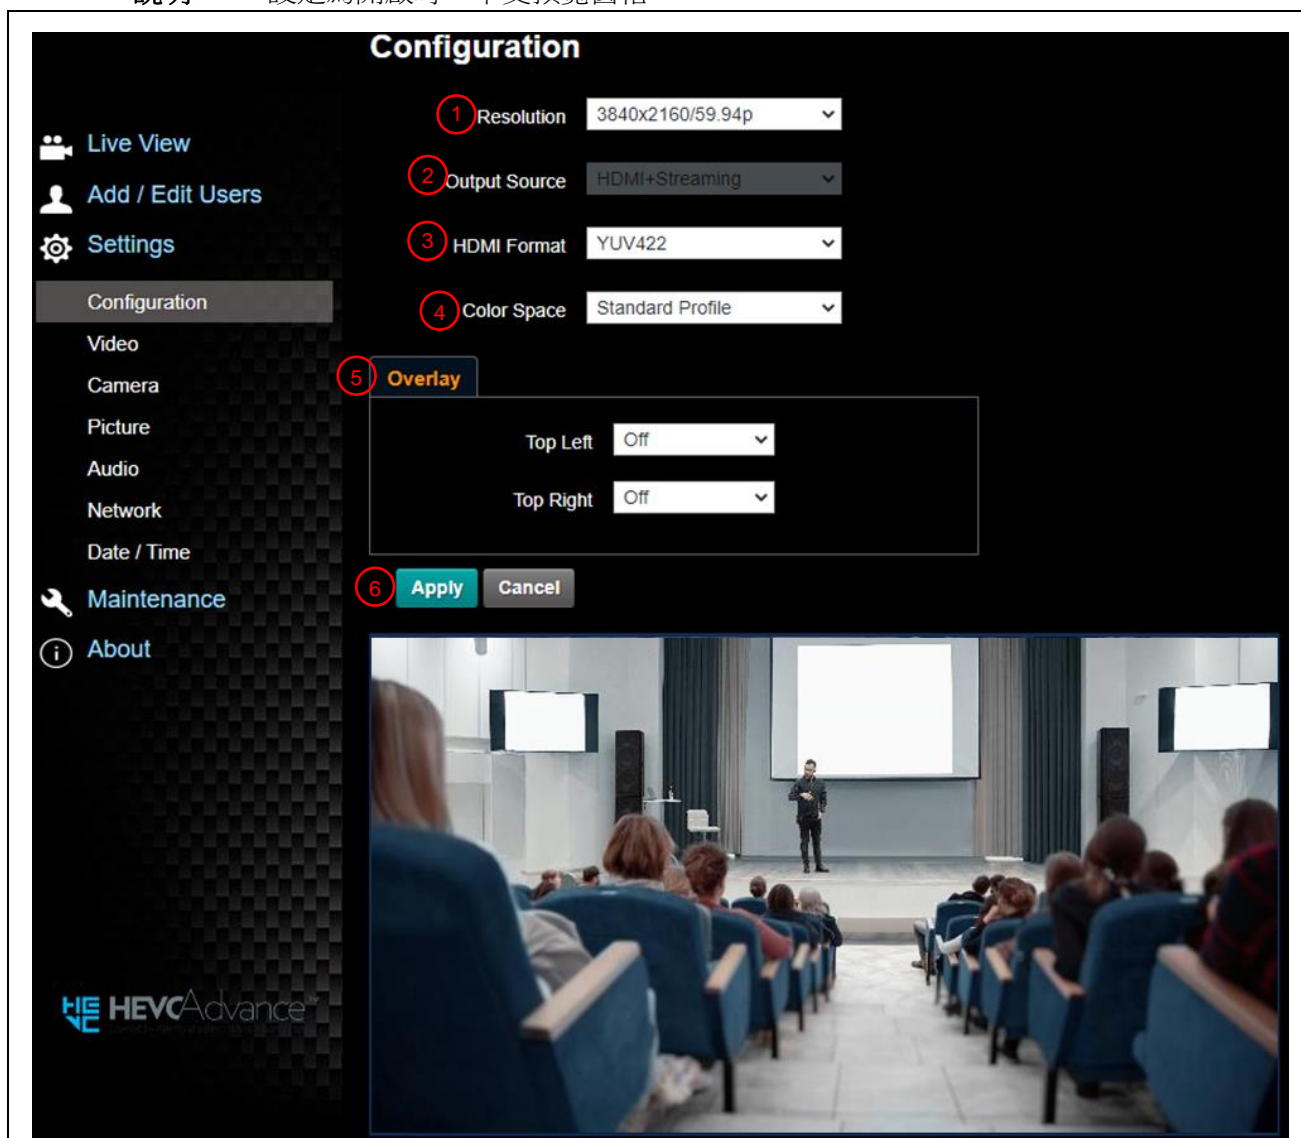 Configuration
1 Resolution 3840x2160/59.94p
2 Output Source HDMI+Streaming
3 HDMI Format YUV422
4 Color Space Standard Profile
5 Overlay
Top Left Off
Top Right Off
6 Apply Cancel
Live View
Add / Edit Users
Settings
Configuration
Video
Camera
Picture
Audio
Network
Date / Time
Maintenance
About
HEVCAdvance™